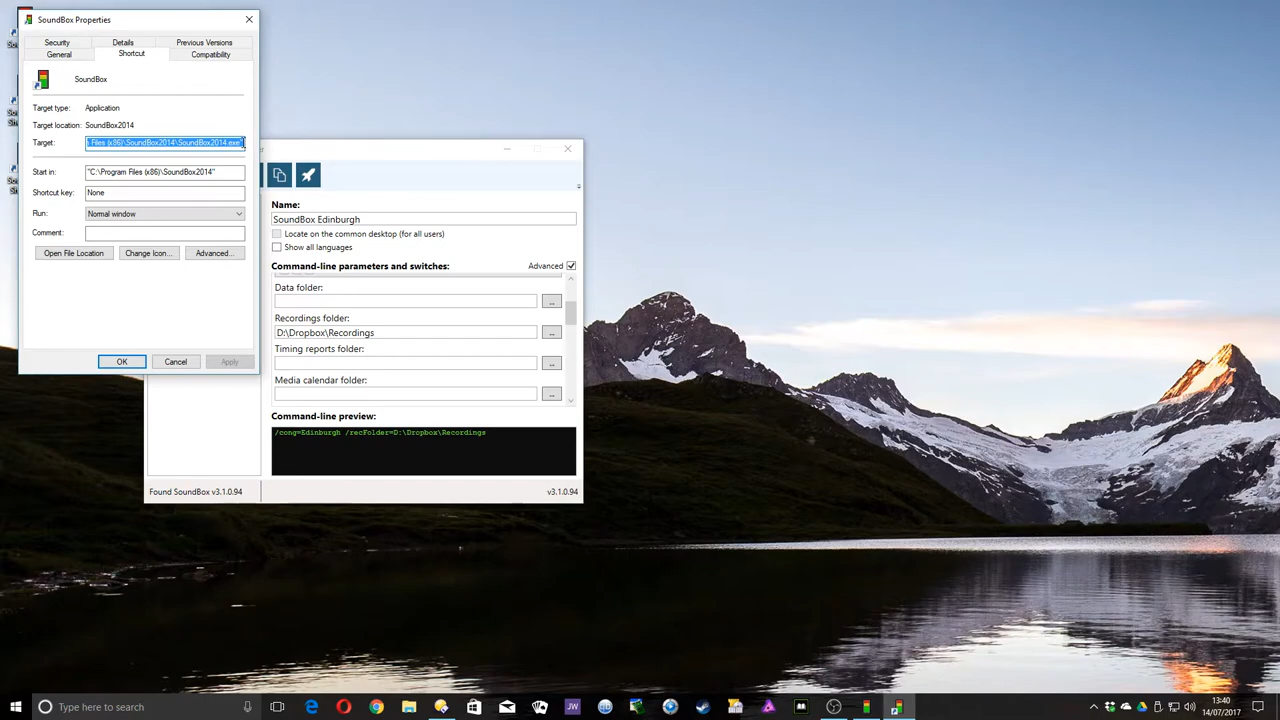 SoundBox Properties
Security Details Previous Versions
General Shortcut Compatibility
SoundBox
Target type: Application
Target location: SoundBox2014
Target: Files (x86)\SoundBox2014\SoundBox2014.exe"
Start in: "C:\Program Files (x86)\SoundBox2014"
Shortcut key: None
Run: Normal window
Comment:
Open File Location Change Icon... Advanced...
OK Cancel Apply
Name:
SoundBox Edinburgh
Locate on the common desktop (for all users)
Show all languages
Command-line parameters and switches: Advanced
Data folder:
...
Recordings folder:
D:\Dropbox\Recordings ...
Timing reports folder:
...
Media calendar folder:
...
Command-line preview:
/cong=Edinburgh /recFolder=D:\Dropbox\Recordings
Found SoundBox v3.1.0.94 v3.1.0.94
Type here to search JW 13:40
14/07/2017